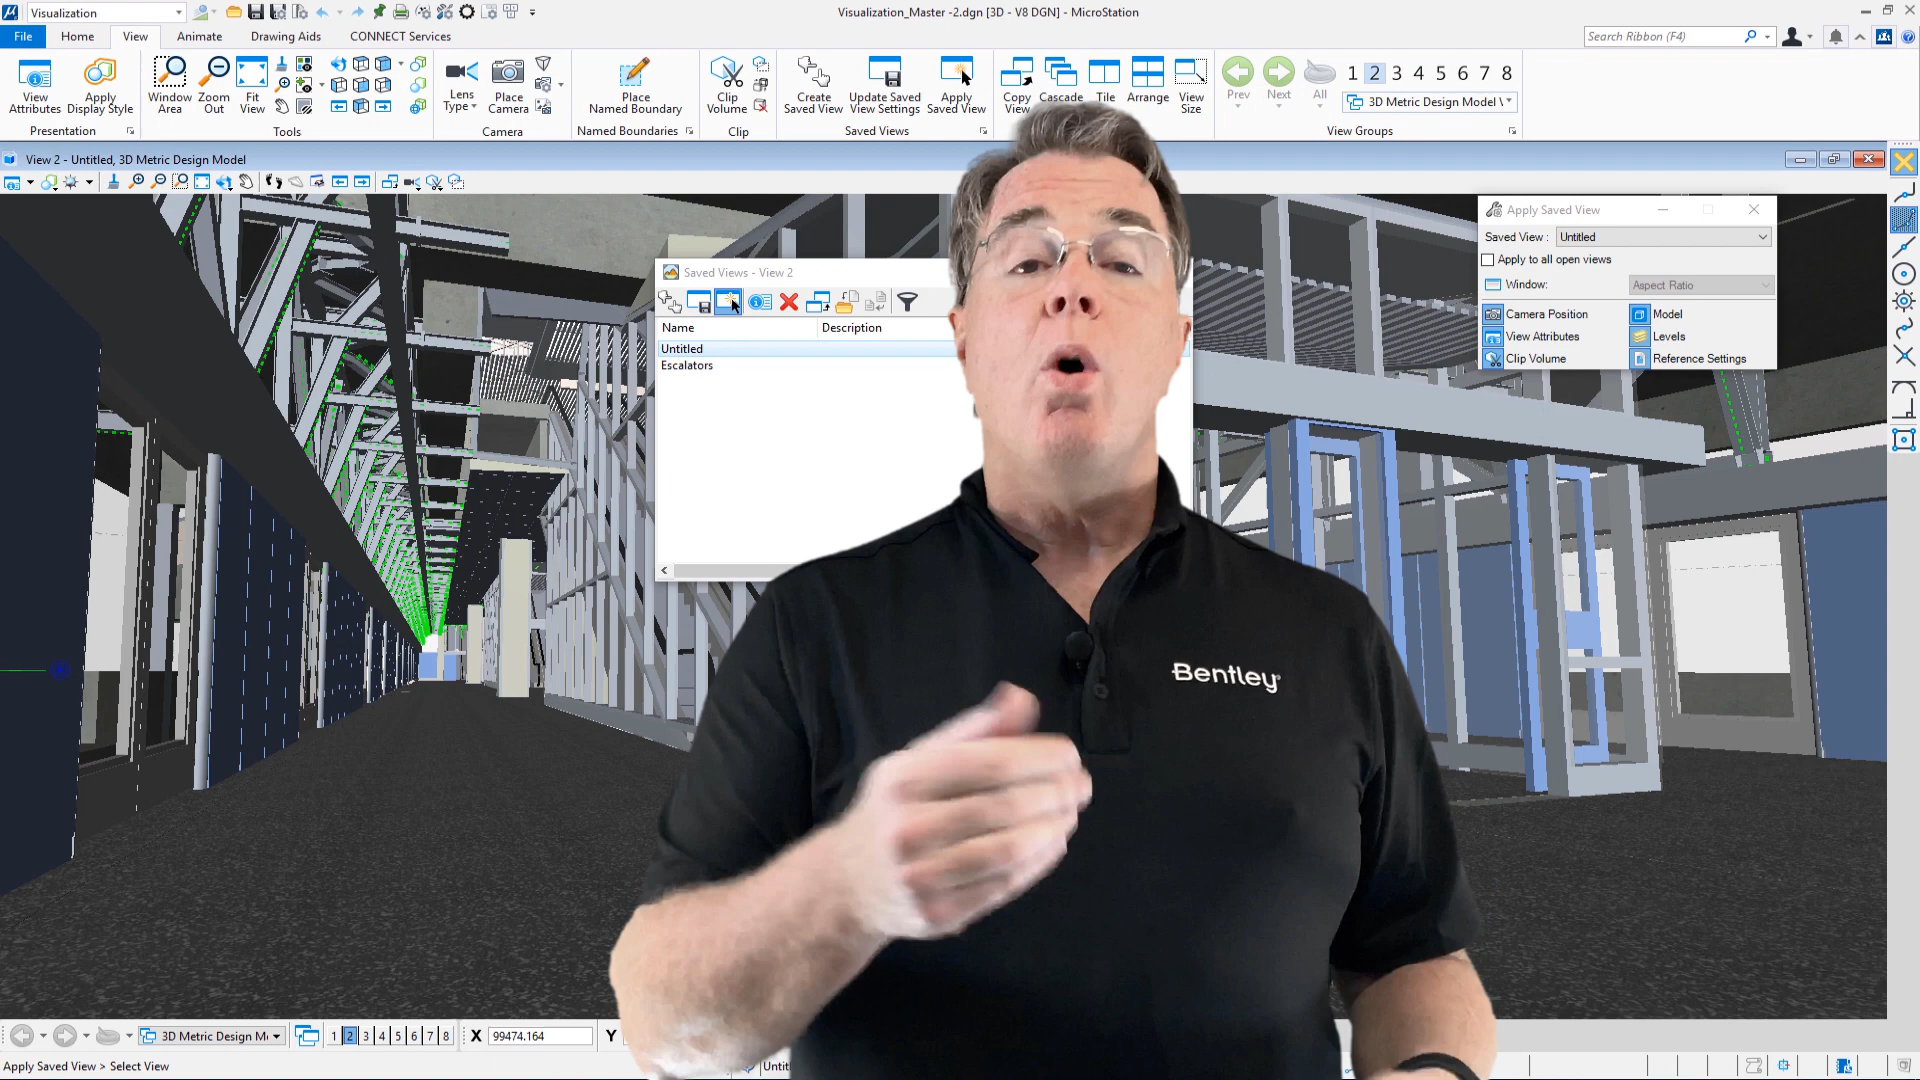 Visualization
Visualization_Master -2.dgn [3D - V8 DGN] - MicroStation
File Home View Animate Drawing Aids CONNECT Services
Search Ribbon (F4)
View Attributes
Apply Display Style
Presentation
Window Area
Zoom Out
Fit View
Tools
Lens Type
Place Camera
Camera
Place Named Boundary
Named Boundaries
Clip Volume
Clip
Create Saved View
Update Saved View Settings
Apply Saved View
Saved Views
Copy View
Cascade
Tile
Arrange
View Size
Prev
Next
All
1 2 3 4 5 6 7 8
3D Metric Design Model \
View Groups
View 2 - Untitled, 3D Metric Design Model
Saved Views - View 2
Name Description
Untitled
Escalators
Apply Saved View
Saved View : Untitled
Apply to all open views
Window: Aspect Ratio
Camera Position Model
View Attributes Levels
Clip Volume Reference Settings
Bentley
3D Metric Design M 1 2 3 4 5 6 7 8 X 99474.164 Y
Apply Saved View > Select View